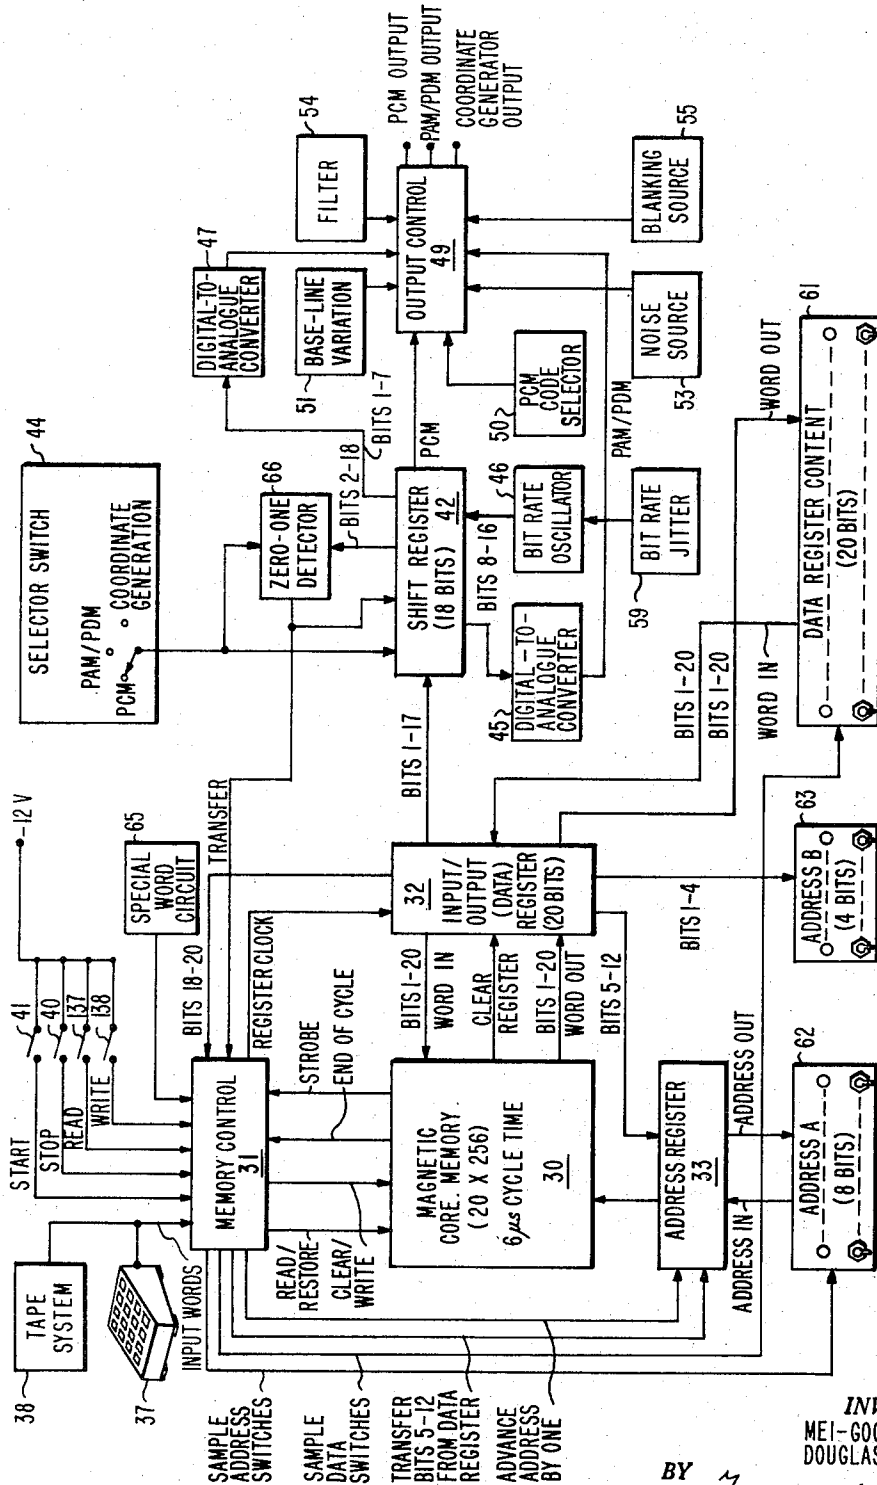 38
TAPE
SYSTEM
37
INPUT WORDS
START
STOP
READ
WRITE
41
40
137
138
-12 V
SPECIAL
WORD
CIRCUIT
65
SELECTOR SWITCH
44
PAM/PDM
PCM
COORDINATE
GENERATION
MEMORY CONTROL
31
BITS 18-20
TRANSFER
REGISTER CLOCK
STROBE
END OF CYCLE
READ/
RESTORE
CLEAR/
WRITE
MAGNETIC
CORE. MEMORY.
(20 X 256)
6µs CYCLE TIME
30
BITS 1-20
WORD IN
CLEAR
REGISTER
BITS 1-20
WORD OUT
BITS 5-12
32
INPUT/
OUTPUT
(DATA)
REGISTER
(20 BITS)
BITS 1-17
BITS 1-4
ZERO-ONE
DETECTOR
66
BITS 2-18
SHIFT REGISTER
(18 BITS)
42
BITS 1-7
DIGITAL-TO-
ANALOGUE
CONVERTER
47
BASE-LINE
VARIATION
51
FILTER
54
OUTPUT CONTROL
49
PCM OUTPUT
PAM/PDM OUTPUT
COORDINATE
GENERATOR
OUTPUT
PCM
BITS 8-16
45
DIGITAL-TO-
ANALOGUE
CONVERTER
46
BIT RATE
OSCILLATOR
59
BIT RATE
JITTER
50
PCM
CODE
SELECTOR
PAM/PDM
53
NOISE
SOURCE
BLANKING
SOURCE
55
BITS 1-20
BITS 1-20
WORD IN
WORD OUT
DATA REGISTER CONTENT
(20 BITS)
61
ADDRESS B
(4 BITS)
63
ADDRESS REGISTER
33
ADDRESS IN
ADDRESS OUT
ADDRESS A
(8 BITS)
62
SAMPLE
ADDRESS
SWITCHES
SAMPLE
DATA
SWITCHES
TRANSFER
BITS 5-12
FROM DATA
REGISTER
ADVANCE
ADDRESS
BY ONE
INV
MEI-GOO
DOUGLAS
BY